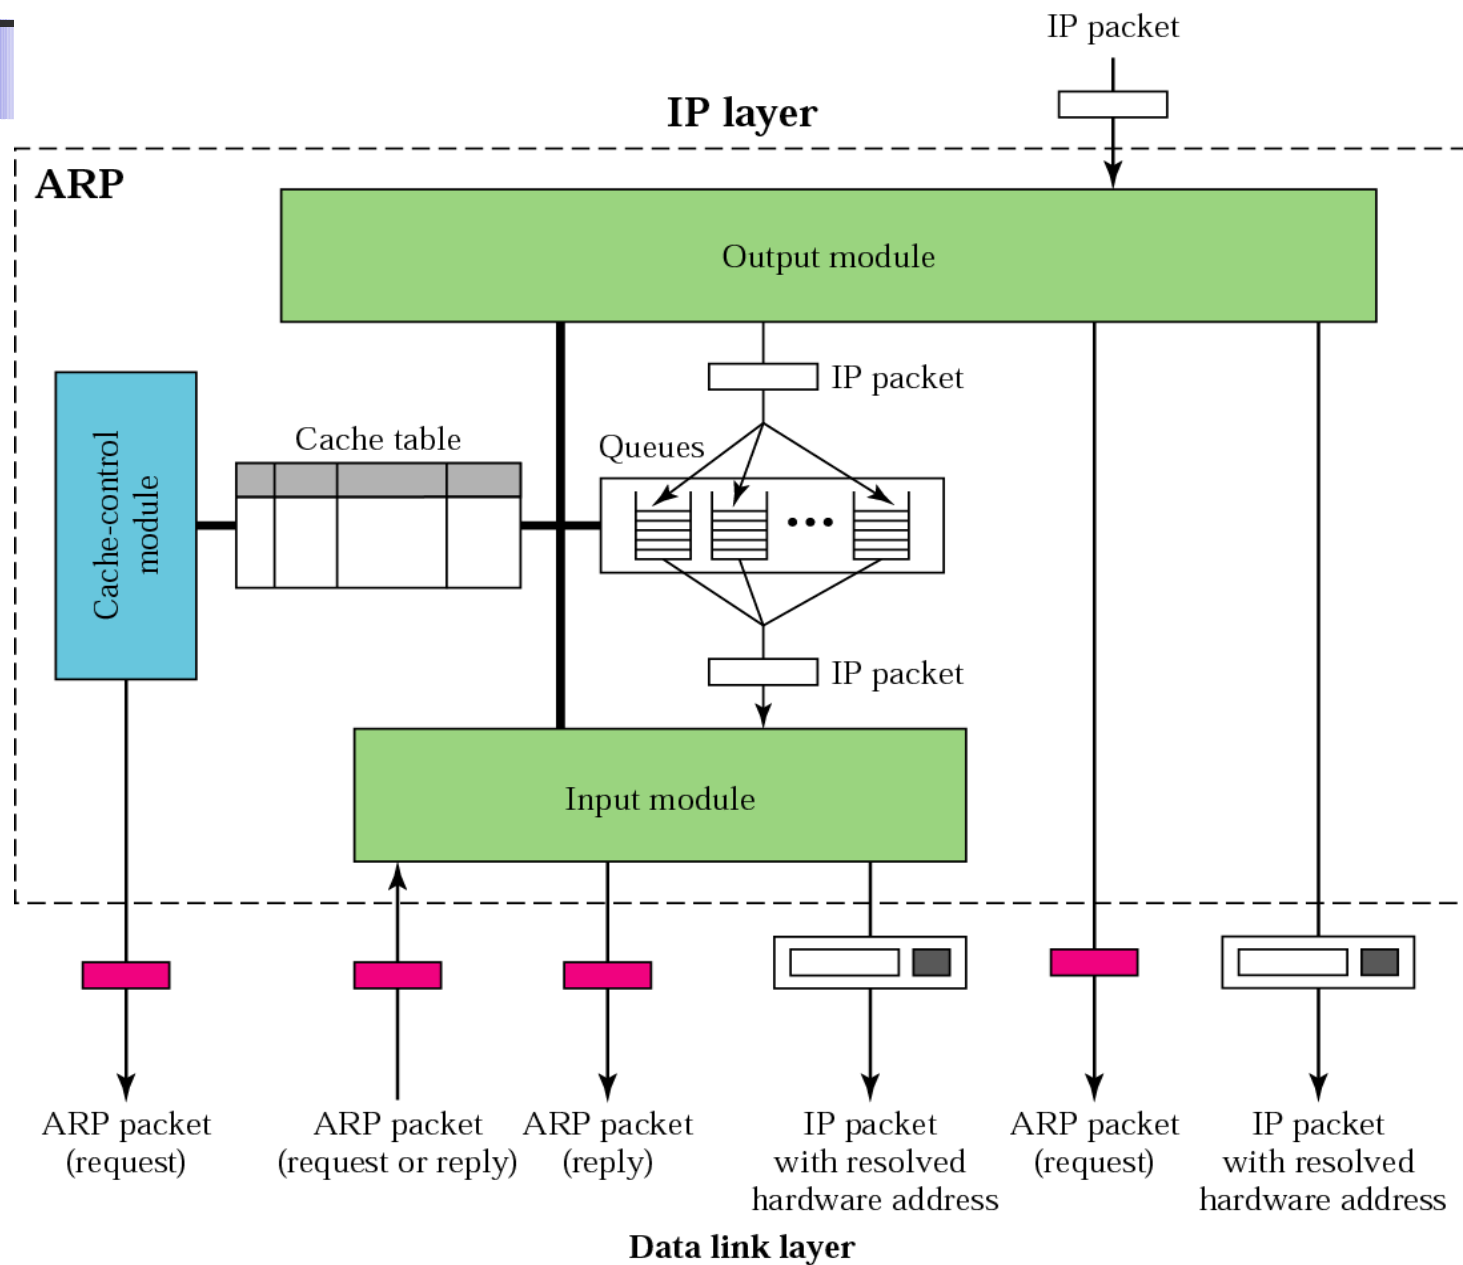 IP packet
IP layer
ARP
Output module
IP packet
Cache table
Queues
Cache-control
module
IP packet
Input module
ARP packet
(request)
ARP packet
(request or reply)
ARP packet
(reply)
IP packet
with resolved
hardware address
ARP packet
(request)
IP packet
with resolved
hardware address
Data link layer